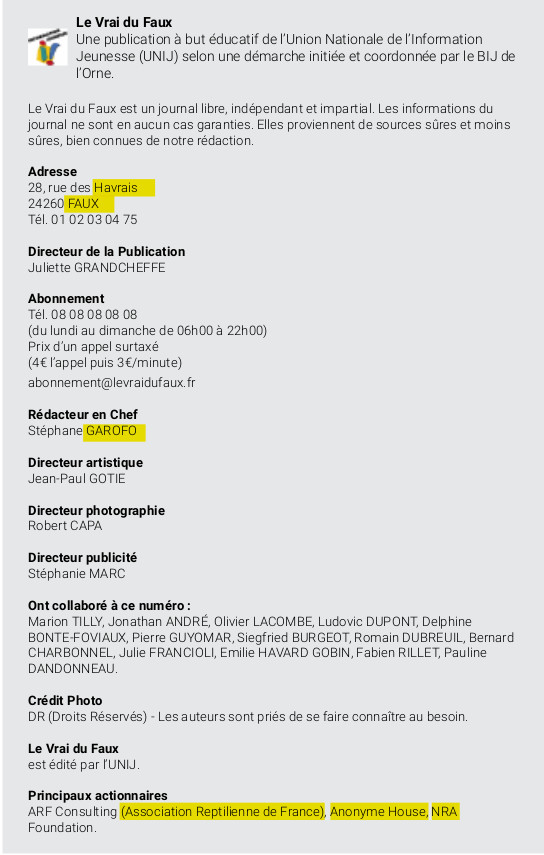 Le Vrai du Faux
Une publication à but éducatif de l'Union Nationale de l'Information
Jeunesse (UNIJ) selon une démarche initiée et coordonnée par le BIJ de
l'Orne.
Le Vrai du Faux est un journal libre, indépendant et impartial. Les informations du
journal ne sont en aucun cas garanties. Elles proviennent de sources sûres et moins
sûres, bien connues de notre rédaction.
Adresse
28, rue des Havrais
24260 FAUX
Tél. 01 02 03 04 75
Directeur de la Publication
Juliette GRANDCHEFFE
Abonnement
Tél. 08 08 08 08 08
(du lundi au dimanche de 06h00 à 22h00)
Prix d'un appel surtaxé
(4€ l'appel puis 3€/minute)
abonnement@levraidufaux.fr
Rédacteur en Chef
Stéphane GAROFO
Directeur artistique
Jean-Paul GOTIE
Directeur photographie
Robert CAPA
Directeur publicité
Stéphanie MARC
Ont collaboré à ce numéro :
Marion TILLY, Jonathan ANDRÉ, Olivier LACOMBE, Ludovic DUPONT, Delphine
BONTE-FOVIAUX, Pierre GUYOMAR, Siegfried BURGEOT, Romain DUBREUIL, Bernard
CHARBONNEL, Julie FRANCIOLI, Emilie HAVARD GOBIN, Fabien RILLET, Pauline
DANDONNEAU.
Crédit Photo
DR (Droits Réservés) - Les auteurs sont priés de se faire connaître au besoin.
Le Vrai du Faux
est édité par l'UNIJ.
Principaux actionnaires
ARF Consulting (Association Reptilienne de France), Anonyme House, NRA
Foundation.